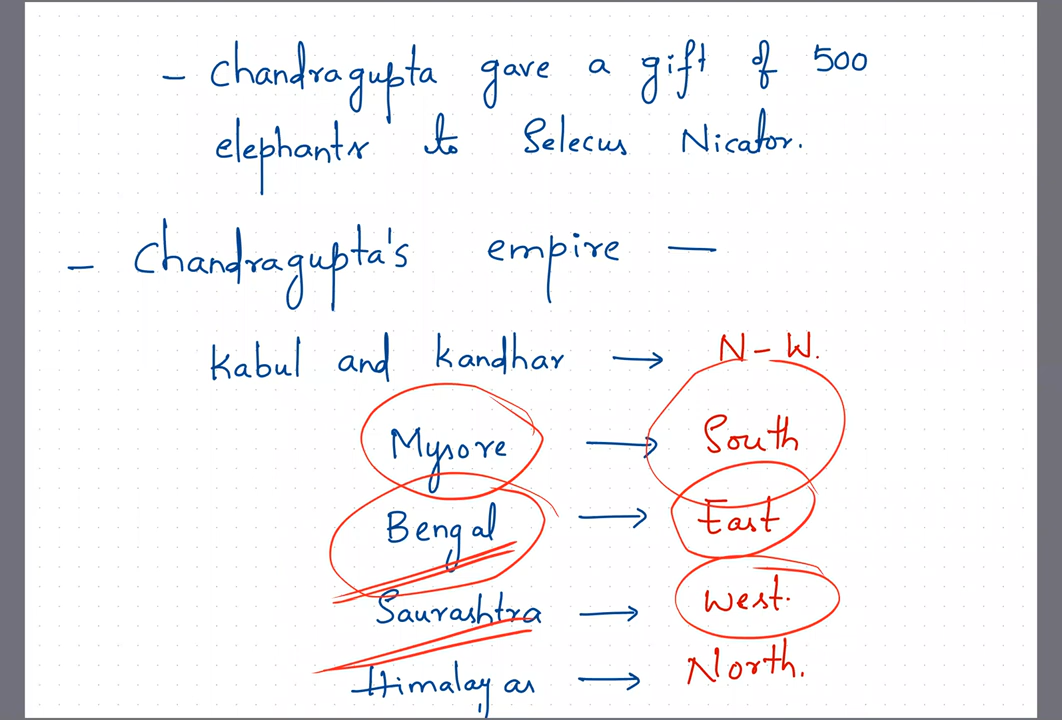 - Chandragupta gave a gift of 500
elephants to Selecus Nicator.
- Chandragupta's empire —
Kabul and Kandhar → N-W.
Mysore → South
Bengal → East
Saurashtra → West.
Himalayas → North.